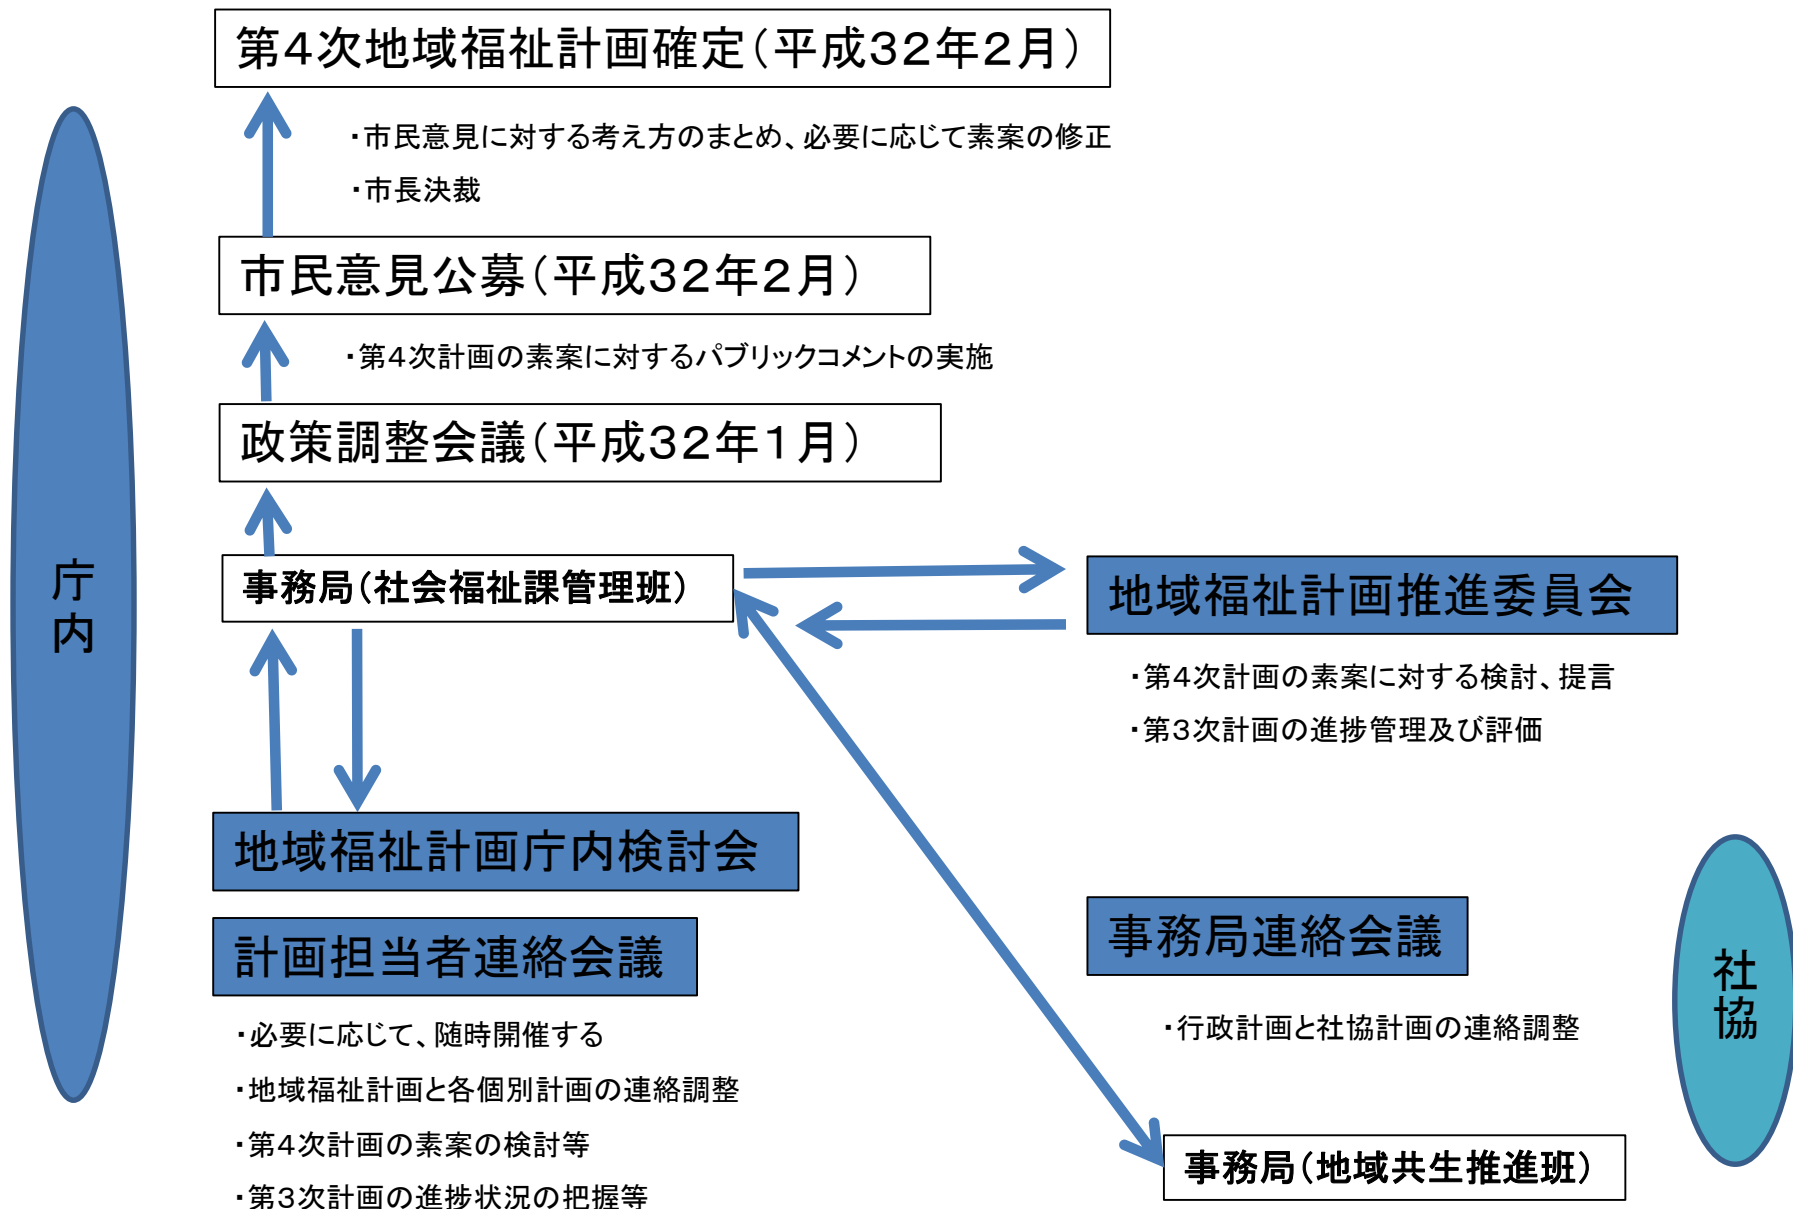 第4次地域福祉計画確定(平成32年2月)
・市民意見に対する考え方のまとめ、必要に応じて素案の修正
・市長決裁
市民意見公募(平成32年2月)
・第4次計画の素案に対するパブリックコメントの実施
政策調整会議(平成32年1月)
庁内
事務局(社会福祉課管理班)
地域福祉計画推進委員会
・第4次計画の素案に対する検討、提言
・第3次計画の進捗管理及び評価
地域福祉計画庁内検討会
計画担当者連絡会議
・必要に応じて、随時開催する
・地域福祉計画と各個別計画の連絡調整
・第4次計画の素案の検討等
・第3次計画の進捗状況の把握等
事務局連絡会議
・行政計画と社協計画の連絡調整
社協
事務局(地域共生推進班)